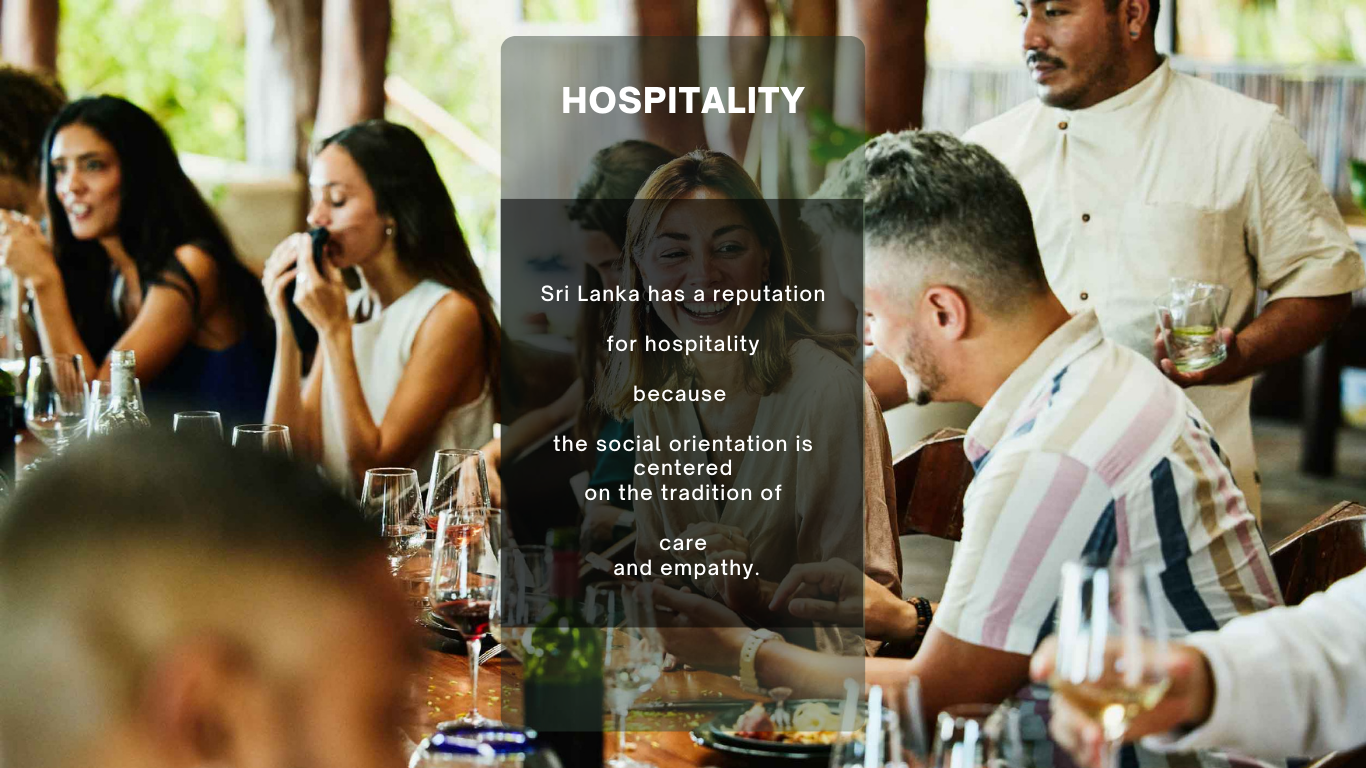 HOSPITALITY
Sri Lanka has a reputation
for hospitality
because
the social orientation is
centered
on the tradition of
care
and empathy.